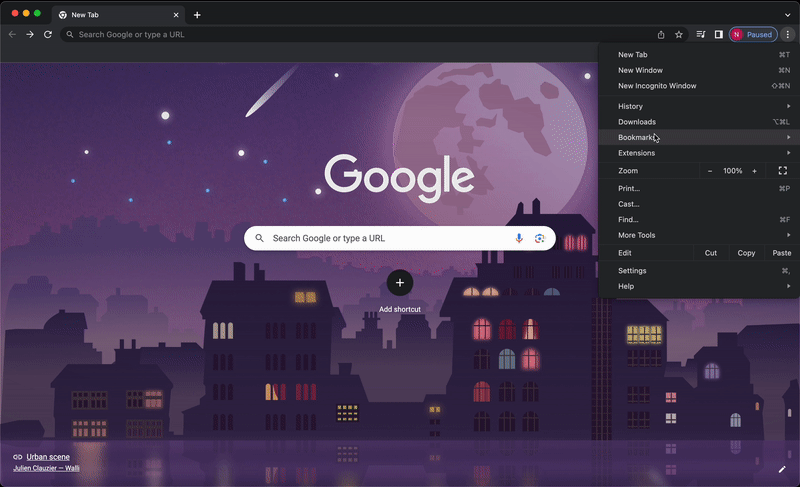 New Tab
Search Google or type a URL
N Paused
New Tab ⌘T
New Window ⌘N
New Incognito Window ⇧⌘N
History
Downloads ⌥⌘L
Bookmarks
Extensions
Zoom − 100% +
Print... ⌘P
Cast...
Find... ⌘F
More Tools
Edit Cut Copy Paste
Settings ⌘,
Help
Google
Search Google or type a URL
Add shortcut
Urban scene
Julien Clauzier — Walli